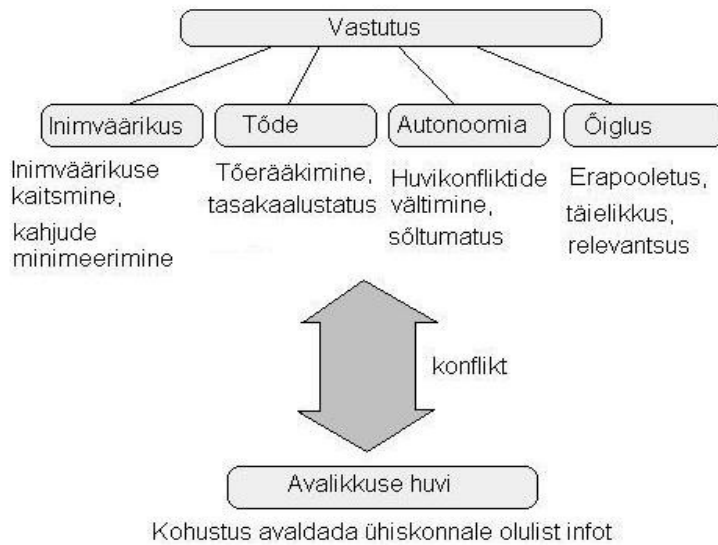 Vastutus
Inimväärikus
Tõde
Autonoomia
Õiglus
Inimväärikuse
kaitsmine,
kahjude
minimeerimine
Tõerääkimine,
tasakaalustatus
Huvikonfliktide
vältimine,
sõltumatus
Erapooletus,
täielikkus,
relevantsus
konflikt
Avalikkuse huvi
Kohustus avaldada ühiskonnale olulist infot